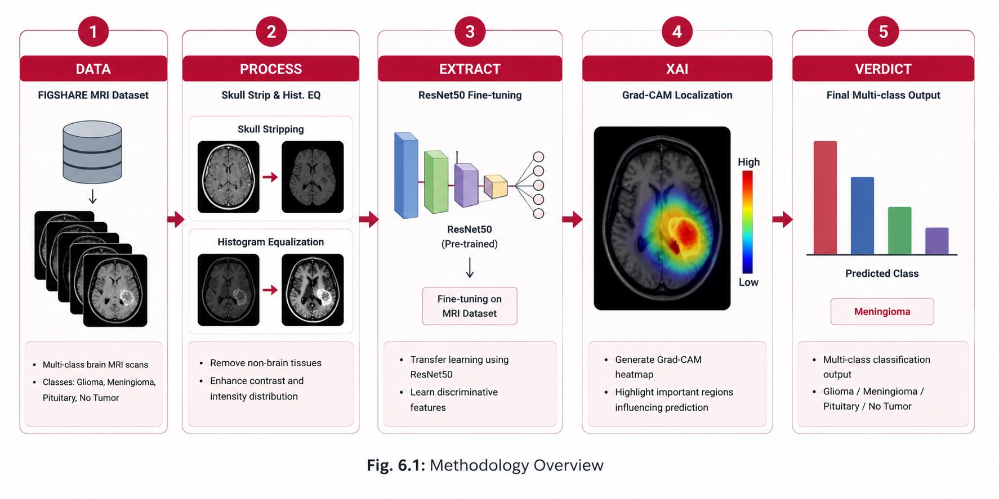 1
DATA
FIGSHARE MRI Dataset
• Multi-class brain MRI scans
• Classes: Glioma, Meningioma,
Pituitary, No Tumor
2
PROCESS
Skull Strip & Hist. EQ
Skull Stripping
Histogram Equalization
• Remove non-brain tissues
• Enhance contrast and
intensity distribution
3
EXTRACT
ResNet50 Fine-tuning
ResNet50
(Pre-trained)
Fine-tuning on
MRI Dataset
• Transfer learning using
ResNet50
• Learn discriminative
features
4
XAI
Grad-CAM Localization
High
Low
• Generate Grad-CAM
heatmap
• Highlight important regions
influencing prediction
5
VERDICT
Final Multi-class Output
Predicted Class
Meningioma
• Multi-class classification
output
• Glioma / Meningioma /
Pituitary / No Tumor
Fig. 6.1: Methodology Overview